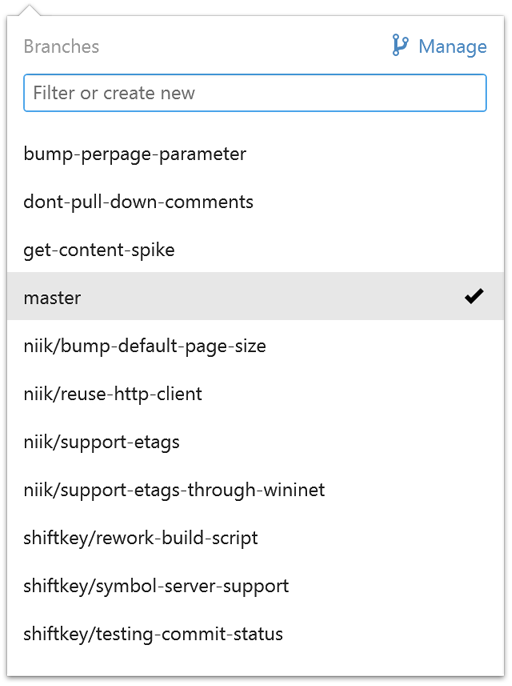 Branches Manage
Filter or create new
bump-perpage-parameter
dont-pull-down-comments
get-content-spike
master
niik/bump-default-page-size
niik/reuse-http-client
niik/support-etags
niik/support-etags-through-wininet
shiftkey/rework-build-script
shiftkey/symbol-server-support
shiftkey/testing-commit-status